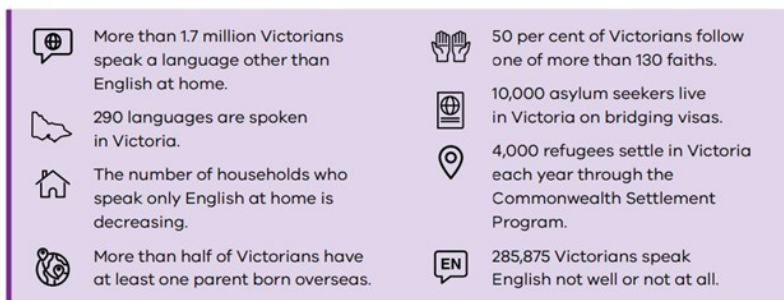 More than 1.7 million Victorians
speak a language other than
English at home.
290 languages are spoken
in Victoria.
The number of households who
speak only English at home is
decreasing.
More than half of Victorians have
at least one parent born overseas.
50 per cent of Victorians follow
one of more than 130 faiths.
10,000 asylum seekers live
in Victoria on bridging visas.
4,000 refugees settle in Victoria
each year through the
Commonwealth Settlement
Program.
EN
285,875 Victorians speak
English not well or not at all.